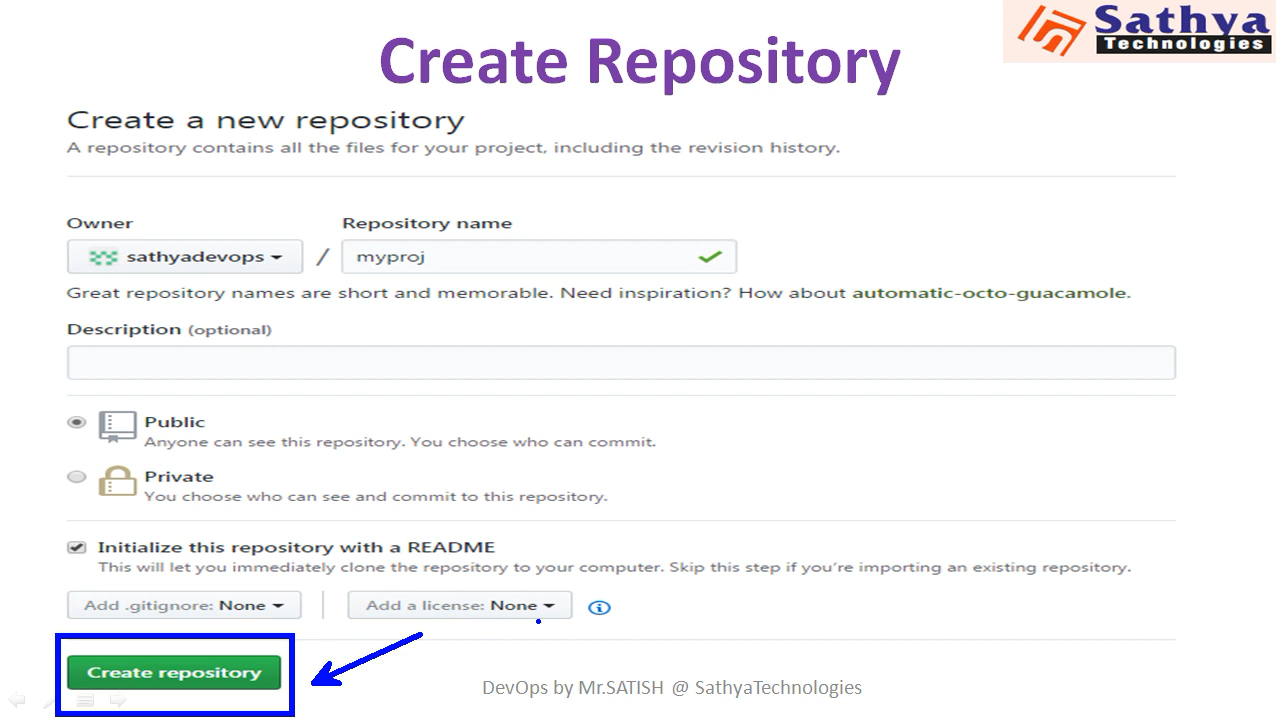 Sathya
Technologies
Create Repository
Create a new repository
A repository contains all the files for your project, including the revision history.
Owner
Repository name
sathyadevops / myproj
Great repository names are short and memorable. Need inspiration? How about automatic-octo-guacamole.
Description (optional)
Public
Anyone can see this repository. You choose who can commit.
Private
You choose who can see and commit to this repository.
Initialize this repository with a README
This will let you immediately clone the repository to your computer. Skip this step if you're importing an existing repository.
Add .gitignore: None
Add a license: None
Create repository
DevOps by Mr.SATISH @ SathyaTechnologies